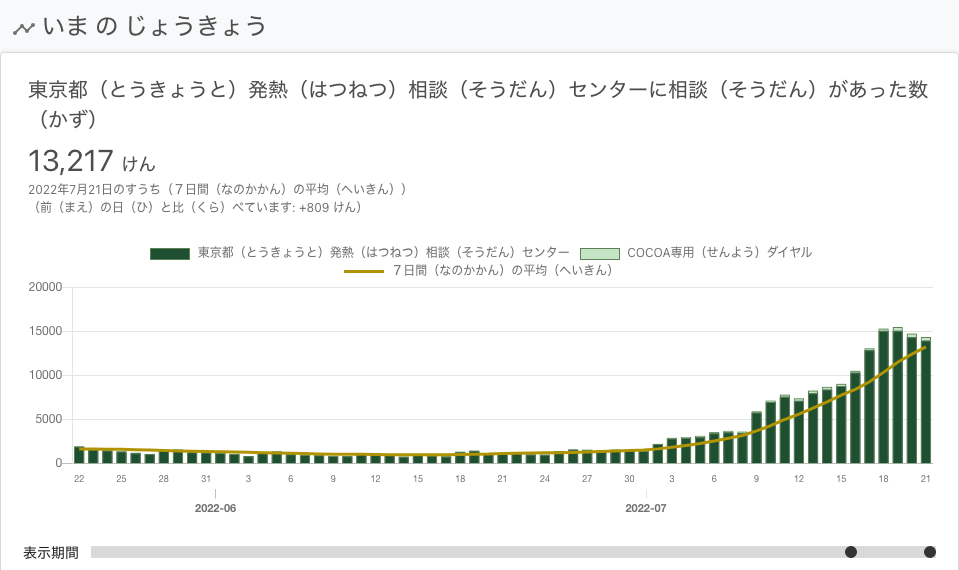 いま の じょうきょう
東京都（とうきょうと）発熱（はつねつ）相談（そうだん）センターに相談（そうだん）があった数
（かず）
13,217 けん
2022年7月21日のすうち（７日間（なのかかん）の平均（へいきん））
（前（まえ）の日（ひ）と比（くら）べています: +809 けん）
東京都（とうきょうと）発熱（はつねつ）相談（そうだん）センター COCOA専用（せんよう）ダイヤル
７日間（なのかかん）の平均（へいきん）
20000
15000
10000
5000
0
22 25 28 31 3 6 9 12 15 18 21 24 27 30 3 6 9 12 15 18 21
2022-06 2022-07
表示期間